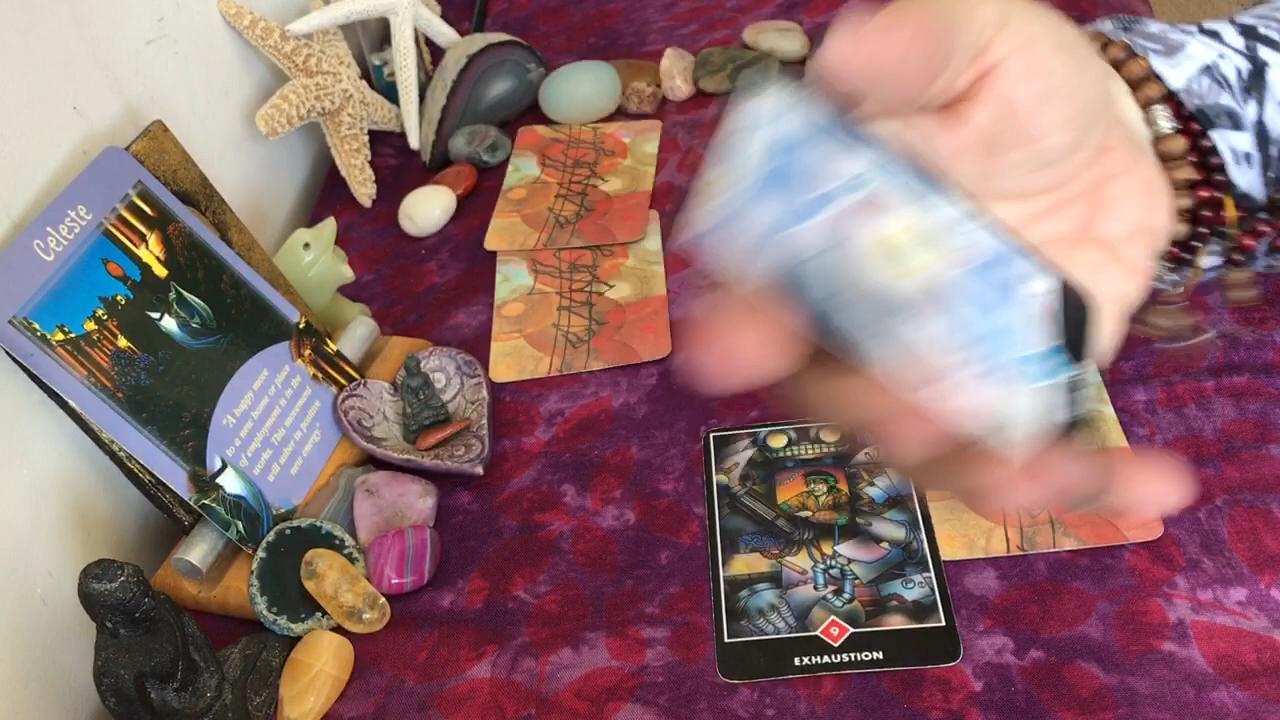 Celeste
"A happy move
to a new home or place
of employment is in the
works. This movement
will usher in positive
new energy."
9
EXHAUSTION